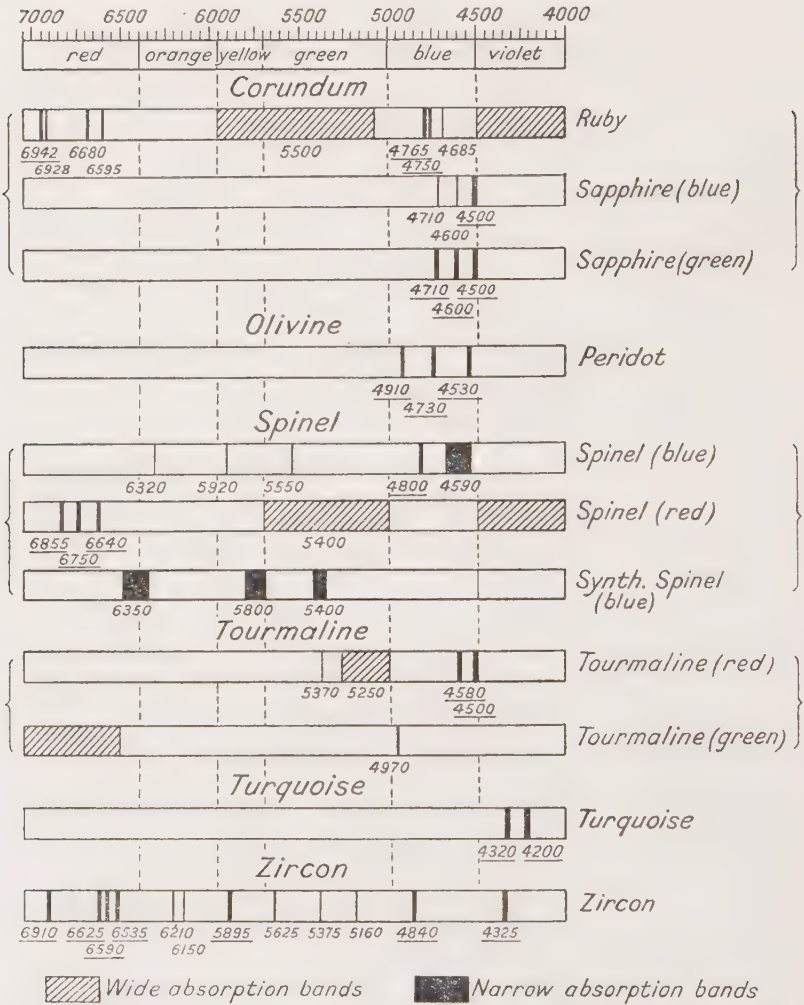 7000 6500 6000 5500 5000 4500 4000
red orange yellow green blue violet
Corundum
Ruby
6942 6680 5500 4765 4685
6928 6595 4750
Sapphire (blue)
4710 4500
4600
Sapphire (green)
4710 4500
4600
Olivine
Peridot
4910 4530
4730
Spinel
Spinel (blue)
6320 5920 5550 4800 4590
Spinel (red)
6855 6640 5400
6750
Synth. Spinel
(blue)
6350 5800 5400
Tourmaline
Tourmaline (red)
5370 5250 4580
4500
Tourmaline (green)
4970
Turquoise
Turquoise
4320 4200
Zircon
Zircon
6910 6625 6535 6210 5895 5625 5375 5160 4840 4325
6590 6150
Wide absorption bands Narrow absorption bands